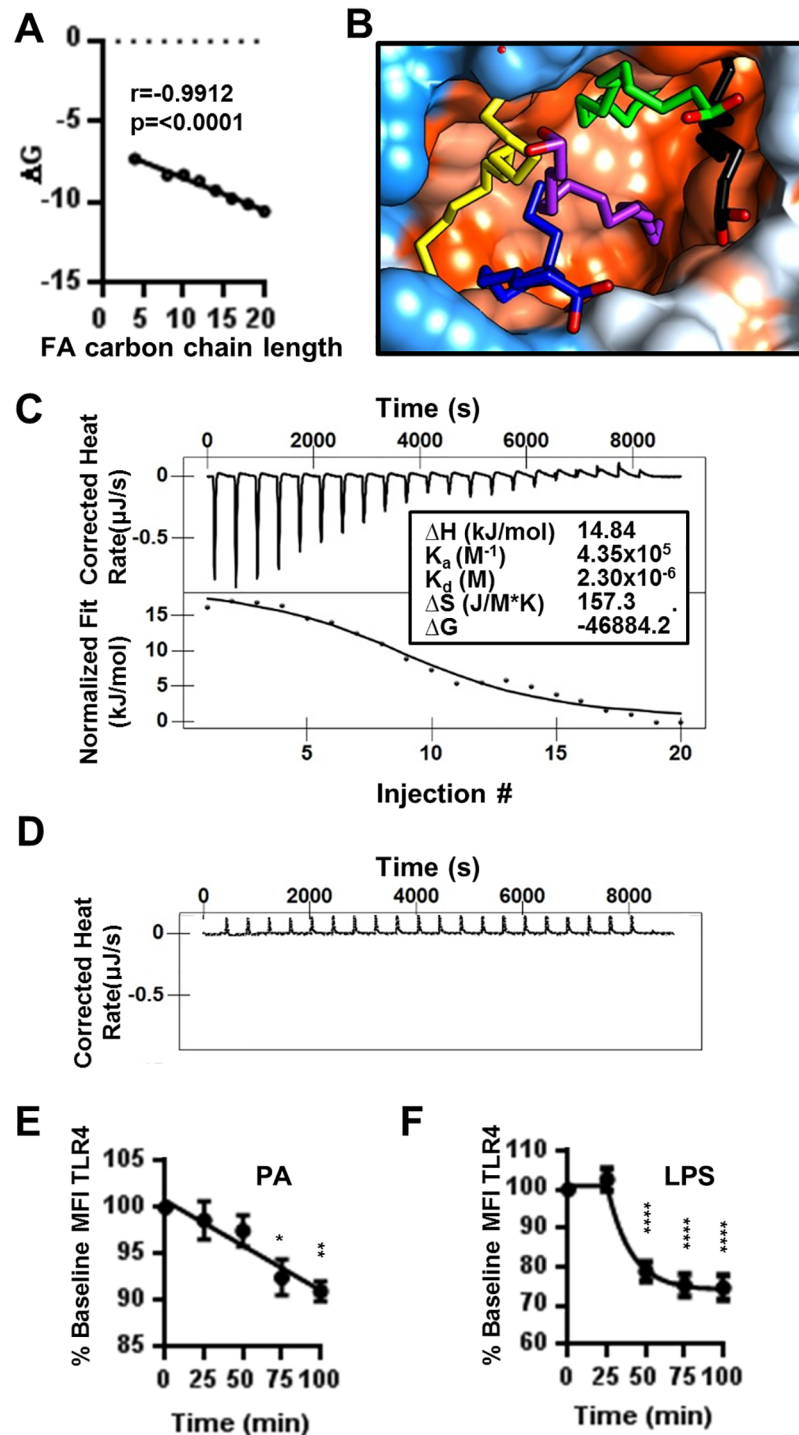 A
0
-5
-10
-15
ΔG
r=-0.9912
p=<0.0001
0 5 10 15 20
FA carbon chain length
B
C
Time (s)
0 2000 4000 6000 8000
Corrected Heat
Rate(µJ/s)
0
-0.5
ΔH (kJ/mol) 14.84
Ka (M⁻¹) 4.35x10⁵
Kd (M) 2.30x10⁻⁶
ΔS (J/M*K) 157.3 .
ΔG -46884.2
Normalized Fit
(kJ/mol)
15
10
5
0
5 10 15 20
Injection #
D
Time (s)
0 2000 4000 6000 8000
Corrected Heat
Rate(µJ/s)
0
-0.5
E
% Baseline MFI TLR4
105
100
95
90
85
PA
*
**
0 25 50 75 100
Time (min)
F
% Baseline MFI TLR4
110
100
90
80
70
60
LPS
****
****
****
0 25 50 75 100
Time (min)